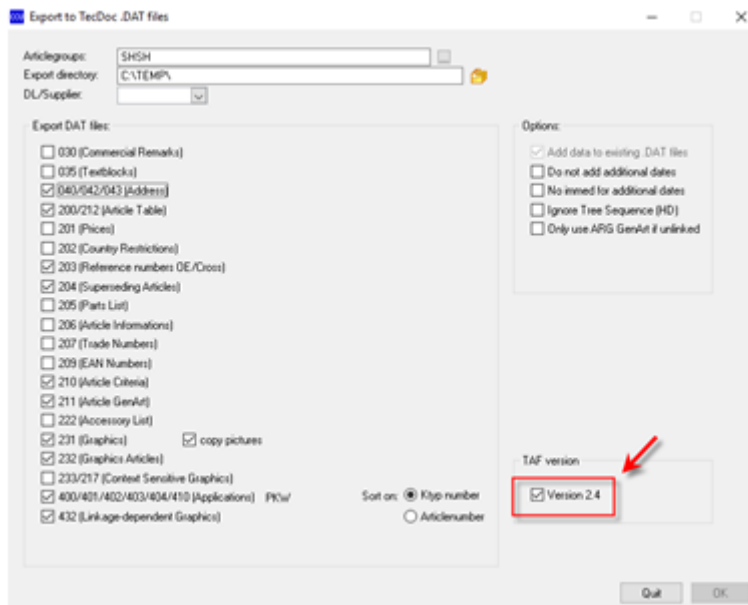 Export to TecDoc .DAT files
Articlegroups: SHSH
Export directory: C:\TEMP\
DL/Supplier:
Export DAT files:
030 (Commercial Remarks)
035 (Textblocks)
040/042/043 (Address)
200/212 (Article Table)
201 (Prices)
202 (Country Restrictions)
203 (Reference numbers OE/Cross)
204 (Superseding Articles)
205 (Parts List)
206 (Article Informations)
207 (Trade Numbers)
209 (EAN Numbers)
210 (Article Criteria)
211 (Article GenArt)
222 (Accessory List)
231 (Graphics) copy pictures
232 (Graphics Articles)
233/217 (Context Sensitive Graphics)
400/401/402/403/404/410 (Applications) PKW Sort on: Ktyp number
432 (Linkage-dependent Graphics) Articlenumber
Options:
Add data to existing .DAT files
Do not add additional dates
No immed for additional dates
Ignore Tree Sequence (HD)
Only use ARG GenArt if unlinked
TAF version
Version 2.4
Quit OK